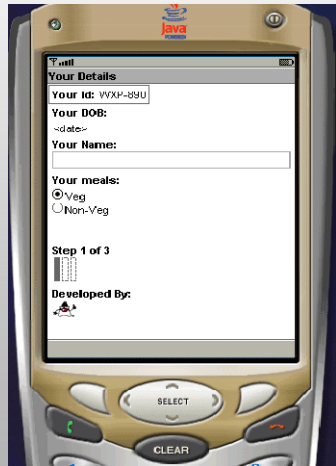 Java
POWERED
Your Details
Your Id: WXP-890
Your DOB:
<date>
Your Name:
Your meals:
Veg
Non-Veg
Step 1 of 3
Developed By:
SELECT
CLEAR